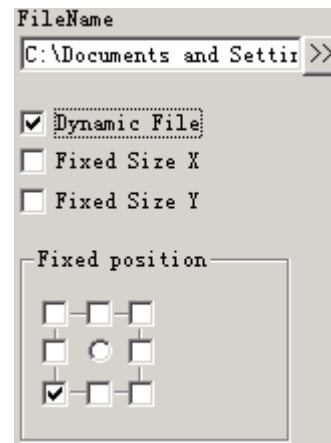 FileName
C:\Documents and Settir >>
Dynamic File
Fixed Size X
Fixed Size Y
Fixed position